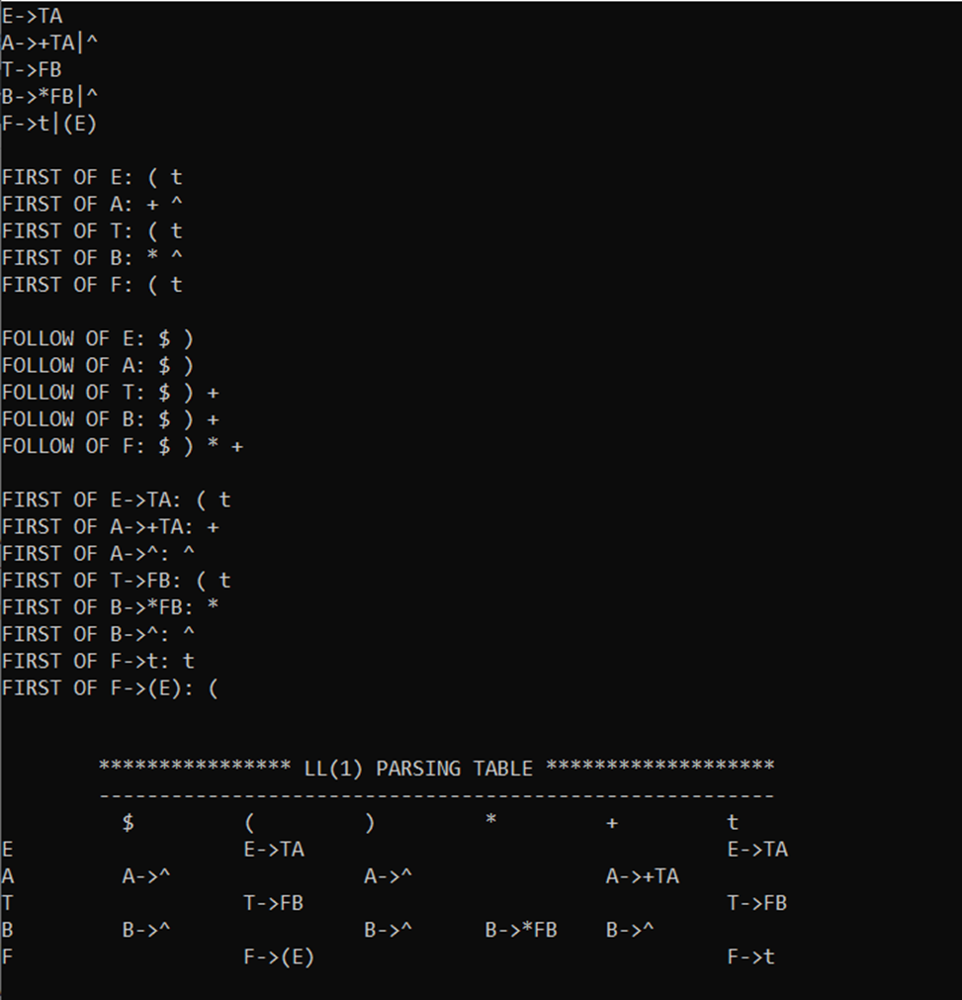 E->TA
A->+TA|^
T->FB
B->*FB|^
F->t|(E)
FIRST OF E: ( t
FIRST OF A: + ^
FIRST OF T: ( t
FIRST OF B: * ^
FIRST OF F: ( t
FOLLOW OF E: $ )
FOLLOW OF A: $ )
FOLLOW OF T: $ ) +
FOLLOW OF B: $ ) +
FOLLOW OF F: $ ) * +
FIRST OF E->TA: ( t
FIRST OF A->+TA: +
FIRST OF A->^: ^
FIRST OF T->FB: ( t
FIRST OF B->*FB: *
FIRST OF B->^: ^
FIRST OF F->t: t
FIRST OF F->(E): (
**************** LL(1) PARSING TABLE *******************
--------------------------------------------------------
$ ( ) * + t
E E->TA E->TA
A A->^ A->^ A->+TA
T T->FB T->FB
B B->^ B->^ B->*FB B->^
F F->(E) F->t